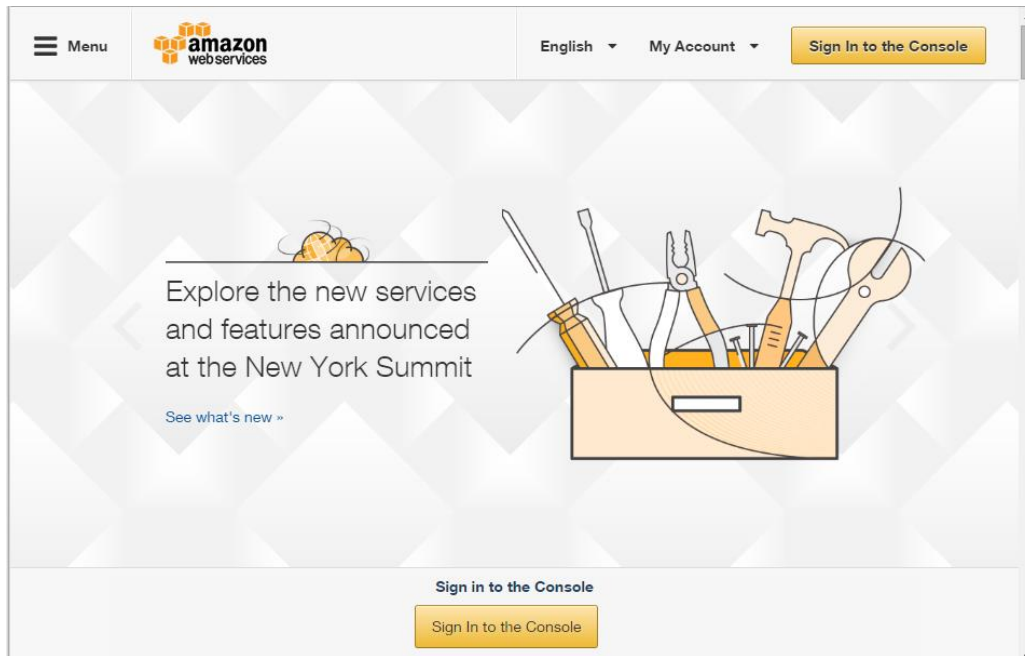 Menu
amazon
webservices
English
My Account
Sign In to the Console
Explore the new services
and features announced
at the New York Summit
See what's new »
Sign in to the Console
Sign In to the Console